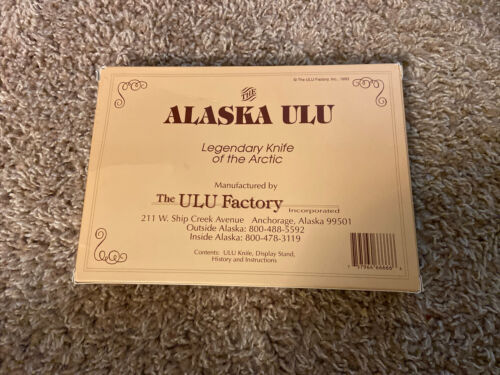 © The ULU Factory, Inc., 1993
THE
ALASKA ULU
Legendary Knife
of the Arctic
Manufactured by
The ULU Factory Incorporated
211 W. Ship Creek Avenue Anchorage, Alaska 99501
Outside Alaska: 800-488-5592
Inside Alaska: 800-478-3119
Contents: ULU Knife, Display Stand,
History and Instructions